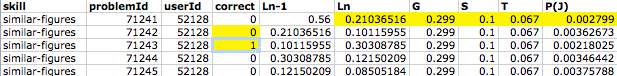 skill problemId userId correct Ln-1 Ln G S T P(J)
similar-figures 71241 52128 0 0.56 0.21036516 0.299 0.1 0.067 0.002799
similar-figures 71242 52128 0 0.21036516 0.10115955 0.299 0.1 0.067 0.00362673
similar-figures 71243 52128 1 0.10115955 0.30308785 0.299 0.1 0.067 0.00218025
similar-figures 71244 52128 0 0.30308785 0.12150209 0.299 0.1 0.067 0.00346442
similar-figures 71245 52128 0 0.12150209 0.08505184 0.299 0.1 0.067 0.00375788